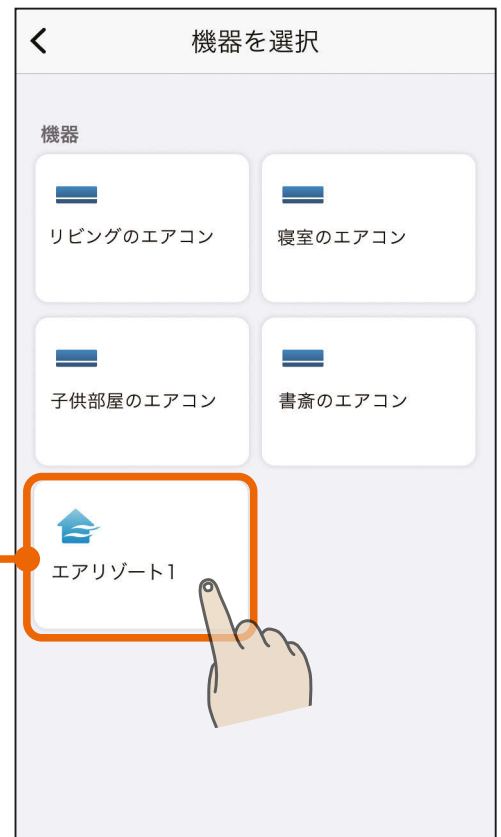 機器を選択
機器
リビングのエアコン
寝室のエアコン
子供部屋のエアコン
書斎のエアコン
エアリゾート1